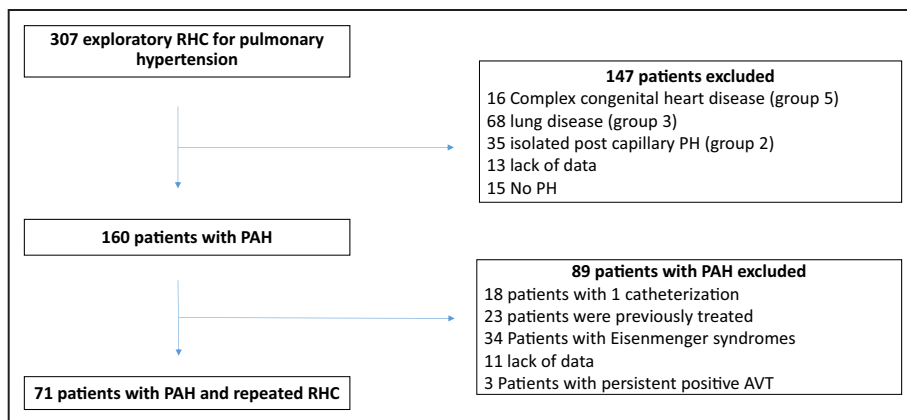 307 exploratory RHC for pulmonary
hypertension
147 patients excluded
16 Complex congenital heart disease (group 5)
68 lung disease (group 3)
35 isolated post capillary PH (group 2)
13 lack of data
15 No PH
160 patients with PAH
89 patients with PAH excluded
18 patients with 1 catheterization
23 patients were previously treated
34 Patients with Eisenmenger syndromes
11 lack of data
3 Patients with persistent positive AVT
71 patients with PAH and repeated RHC